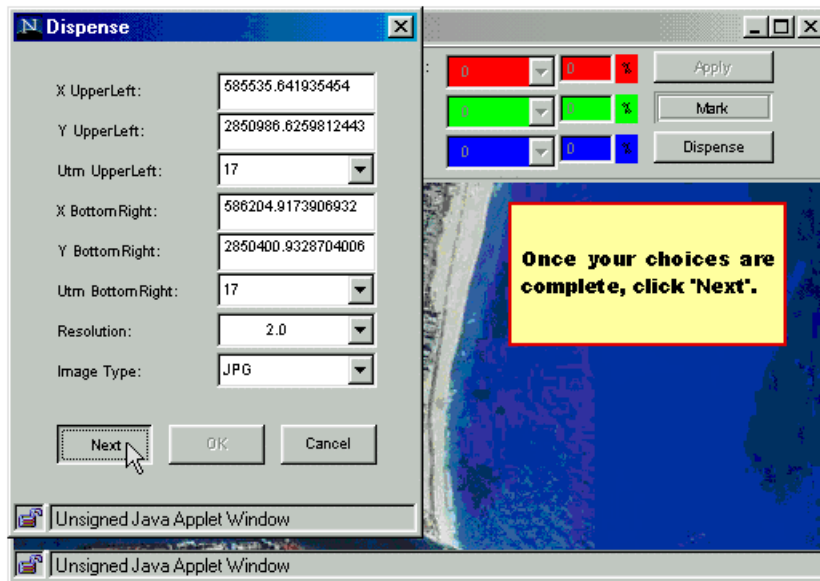 N Dispense
X UpperLeft: 585535.641935454
Y UpperLeft: 2850986.6259812443
Utm UpperLeft: 17
X BottomRight: 586204.9173906932
Y BottomRight: 2850400.9328704006
Utm BottomRight: 17
Resolution: 2.0
Image Type: JPG
Next OK Cancel
Unsigned Java Applet Window
: 0 0 % Apply
0 0 % Mark
0 0 % Dispense
Once your choices are
complete, click 'Next'.
Unsigned Java Applet Window